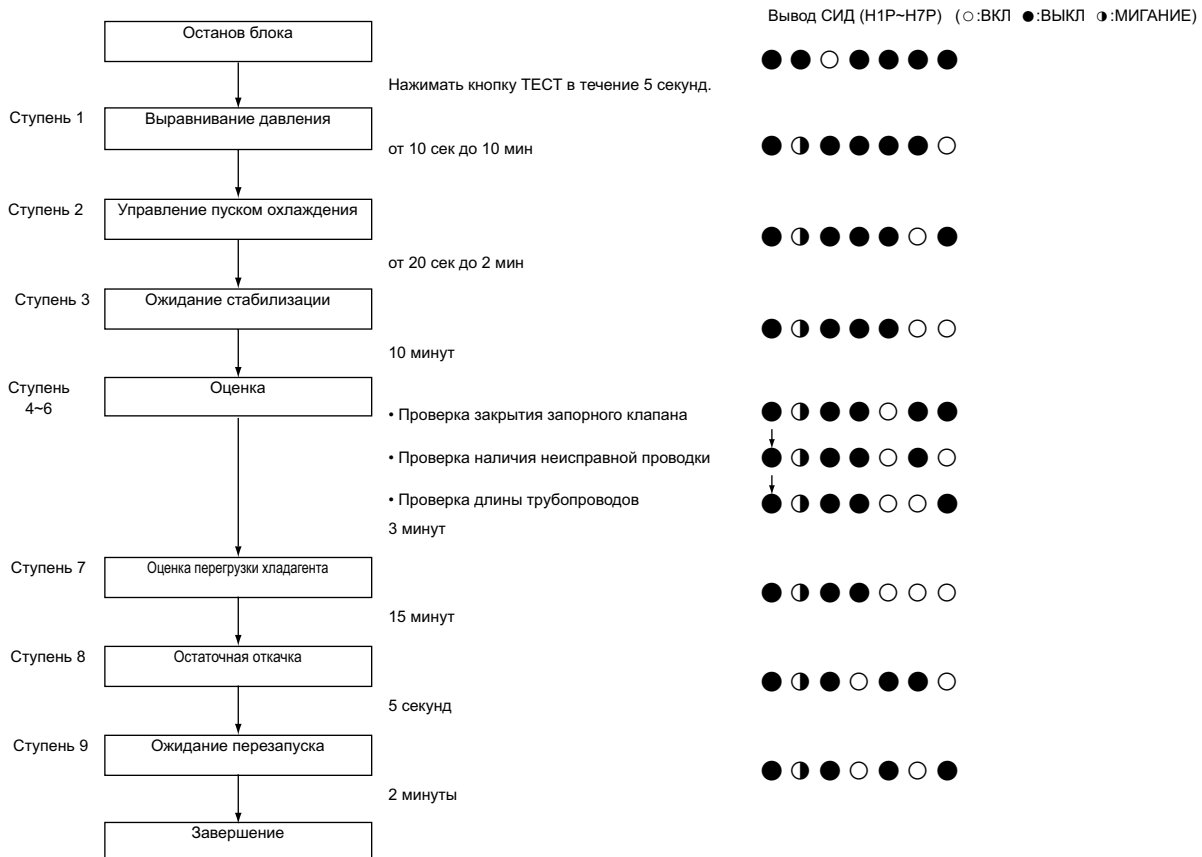 Вывод СИД (H1P~H7P) (○:ВКЛ ●:ВЫКЛ ◑:МИГАНИЕ)
Останов блока
Нажимать кнопку ТЕСТ в течение 5 секунд.
Ступень 1
Выравнивание давления
от 10 сек до 10 мин
Ступень 2
Управление пуском охлаждения
от 20 сек до 2 мин
Ступень 3
Ожидание стабилизации
10 минут
Ступень
4~6
Оценка
• Проверка закрытия запорного клапана
• Проверка наличия неисправной проводки
• Проверка длины трубопроводов
3 минут
Ступень 7
Оценка перегрузки хладагента
15 минут
Ступень 8
Остаточная откачка
5 секунд
Ступень 9
Ожидание перезапуска
2 минуты
Завершение